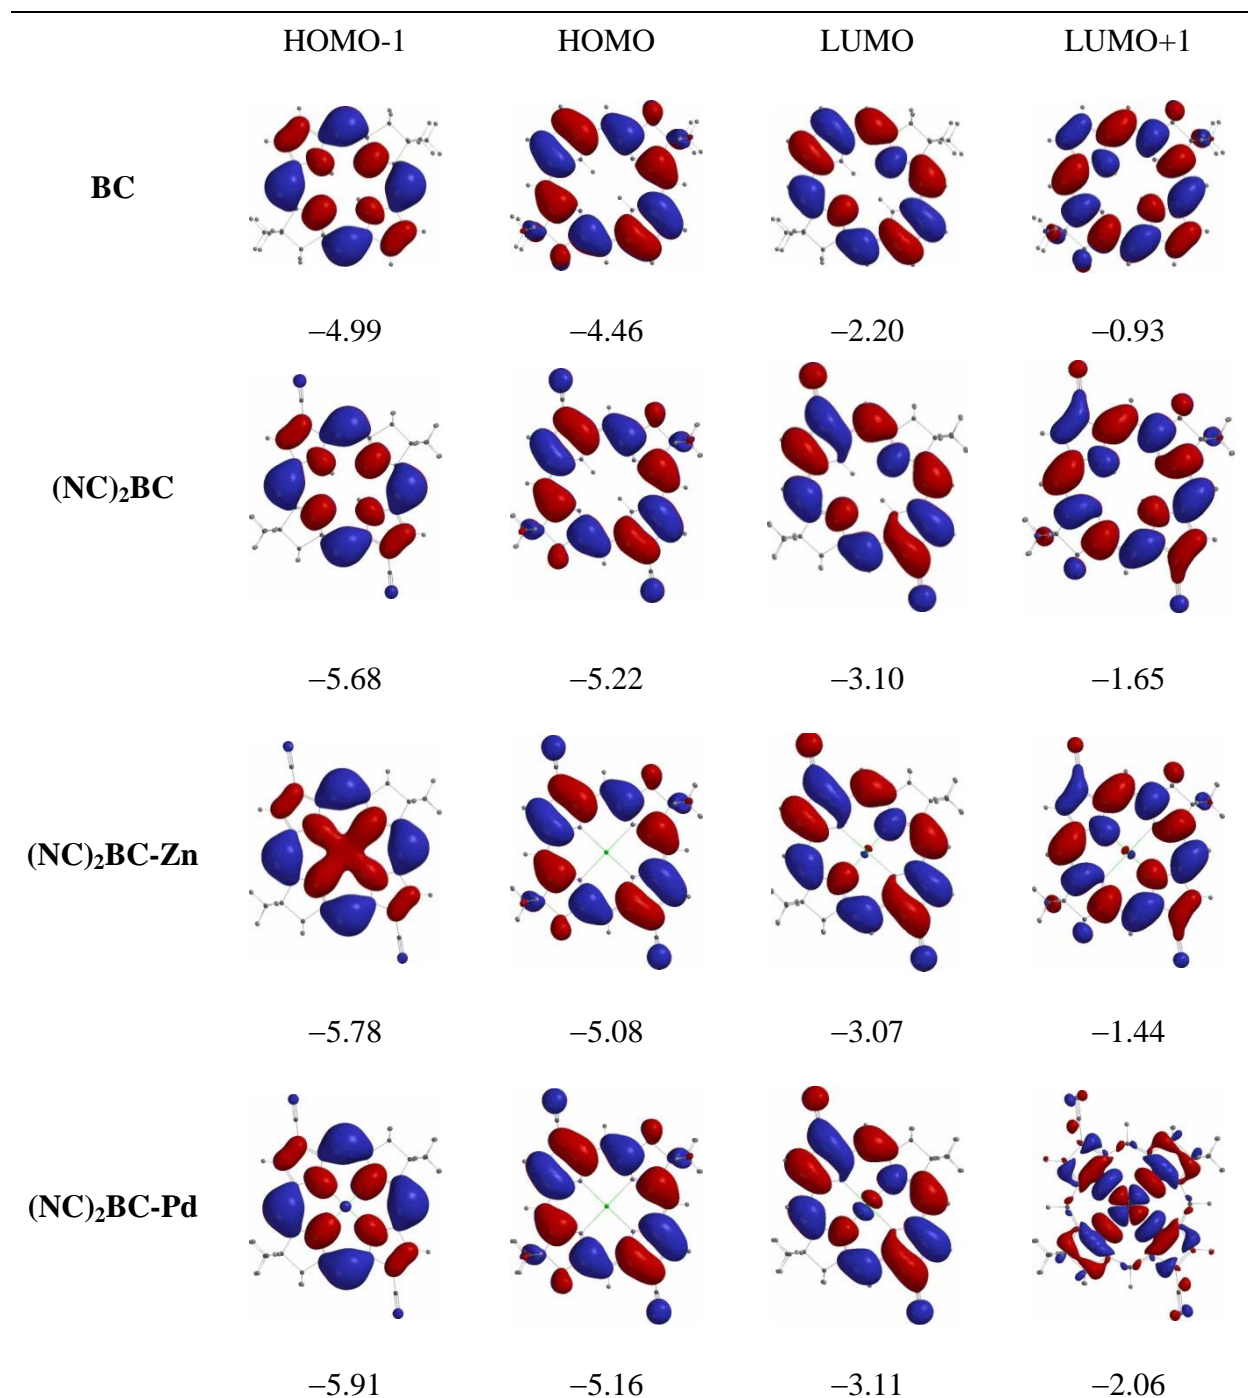 HOMO-1 HOMO LUMO LUMO+1
BC
−4.99 −4.46 −2.20 −0.93
(NC)₂BC
−5.68 −5.22 −3.10 −1.65
(NC)₂BC-Zn
−5.78 −5.08 −3.07 −1.44
(NC)₂BC-Pd
−5.91 −5.16 −3.11 −2.06